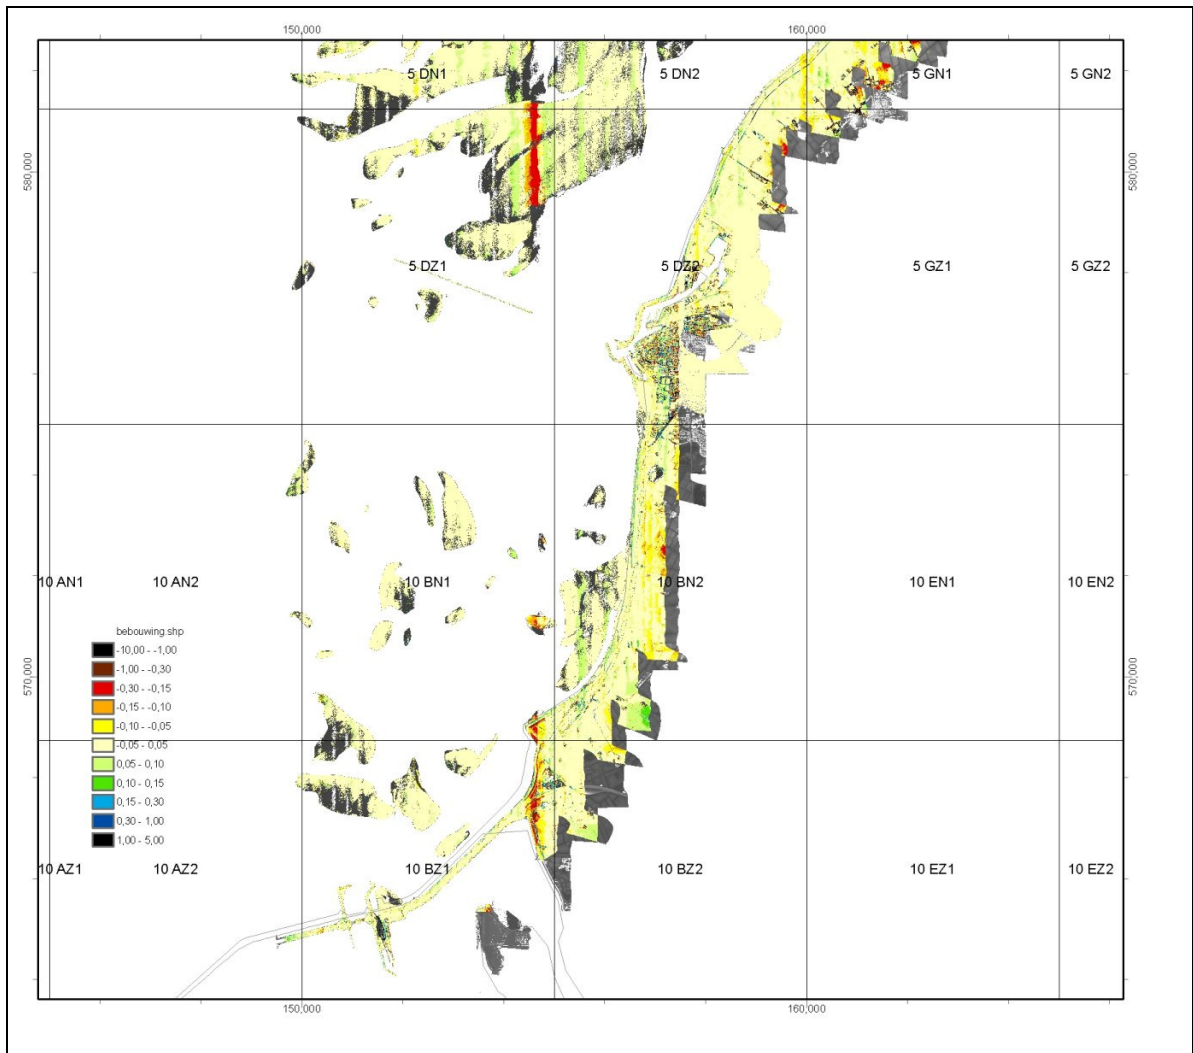 150,000 160,000
5 DN1 5 DN2 5 GN1 5 GN2
580,000 580,000
5 DZ1 5 DZ2 5 GZ1 5 GZ2
10 AN1 10 AN2 10 BN1 10 BN2 10 EN1 10 EN2
bebouwing.shp
-10,00 - -1,00
-1,00 - -0,30
-0,30 - -0,15
-0,15 - -0,10
-0,10 - -0,05
-0,05 - 0,05
0,05 - 0,10
0,10 - 0,15
0,15 - 0,30
0,30 - 1,00
1,00 - 5,00
570,000 570,000
10 AZ1 10 AZ2 10 BZ1 10 BZ2 10 EZ1 10 EZ2
150,000 160,000